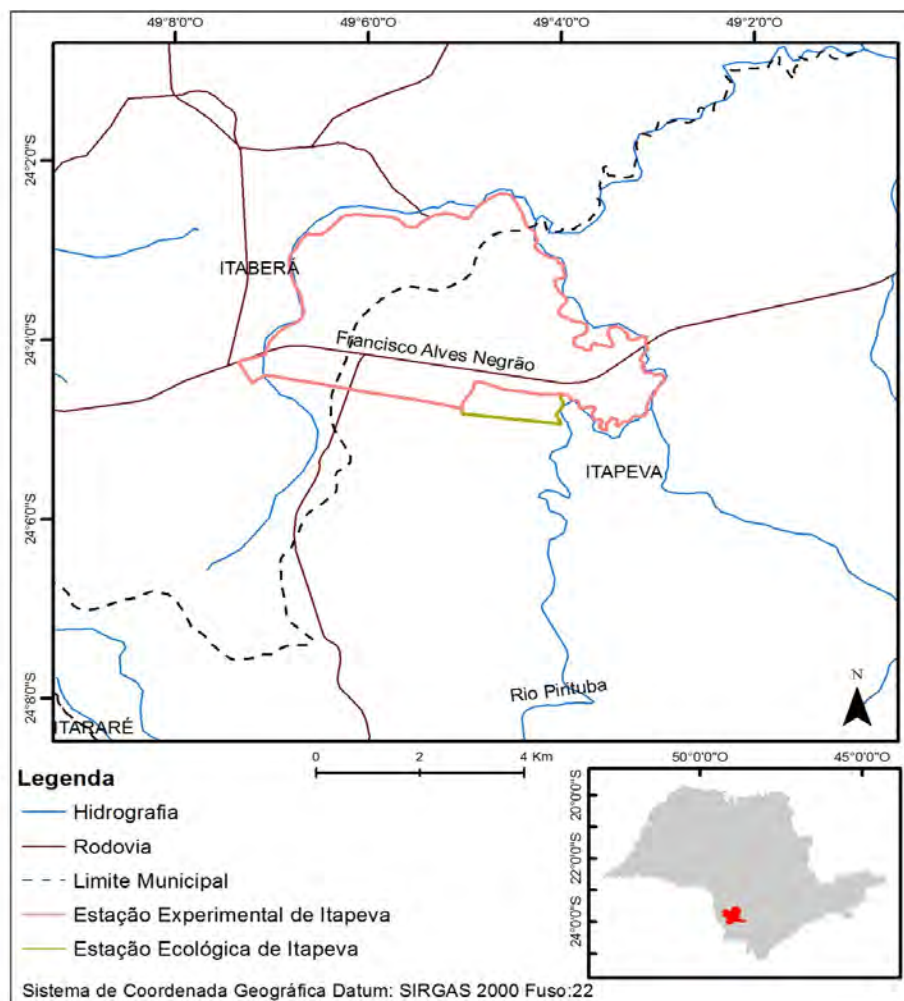 49°8'0"O 49°6'0"O 49°4'0"O 49°2'0"O
24°2'0"S
ITABERÁ
24°4'0"S
Francisco Alves Negrão
ITAPEVA
24°6'0"S
Rio Pirituba
N
24°8'0"S
ITARARÉ
0 2 4 Km
Legenda
Hidrografia
Rodovia
Limite Municipal
Estação Experimental de Itapeva
Estação Ecológica de Itapeva
50°0'0"O 45°0'0"O
20°0'0"S
22°0'0"S
24°0'0"S
Sistema de Coordenada Geográfica Datum: SIRGAS 2000 Fuso:22